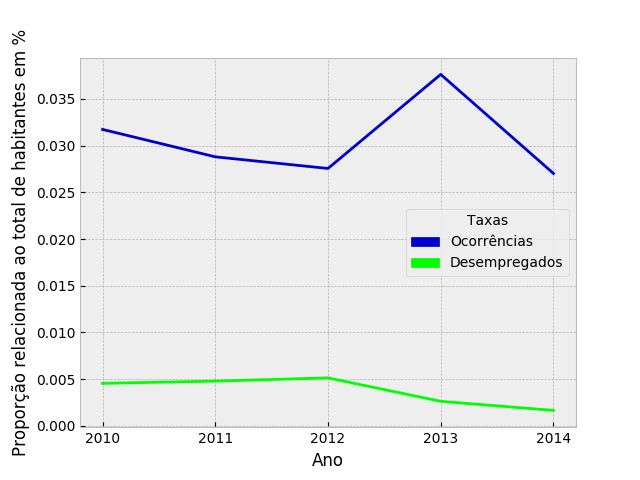 Proporção relacionada ao total de habitantes em %
0.035
0.030
0.025
0.020
0.015
0.010
0.005
0.000
Taxas
Ocorrências
Desempregados
2010 2011 2012 2013 2014
Ano